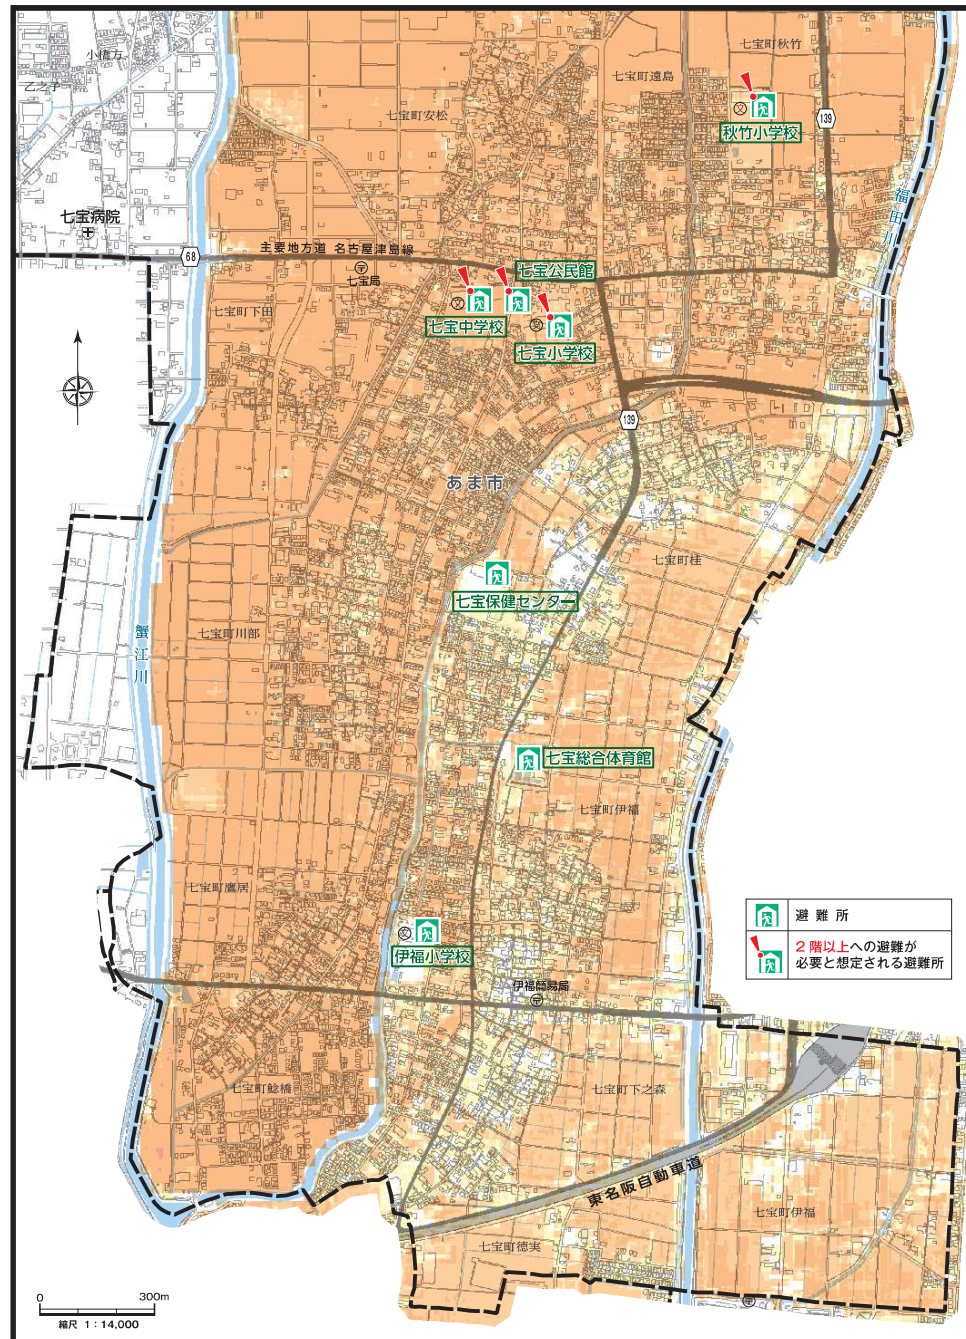 小橋方
乙之子
七宝町秋竹
七宝町遠島
七宝町安松
秋竹小学校
139
福田川
七宝病院
主要地方道 名古屋津島線
68
七宝局
七宝公民館
七宝町下田
七宝中学校
七宝小学校
139
あま市
七宝町桂
七宝保健センター
蟹江川
七宝町川部
七宝総合体育館
七宝町伊福
七宝町鷹居
避難所
2階以上への避難が
必要と想定される避難所
伊福小学校
伊福簡易局
七宝町鯰橋
七宝町下之森
東名阪自動車道
七宝町伊福
七宝町徳実
0 300m
縮尺 1:14,000